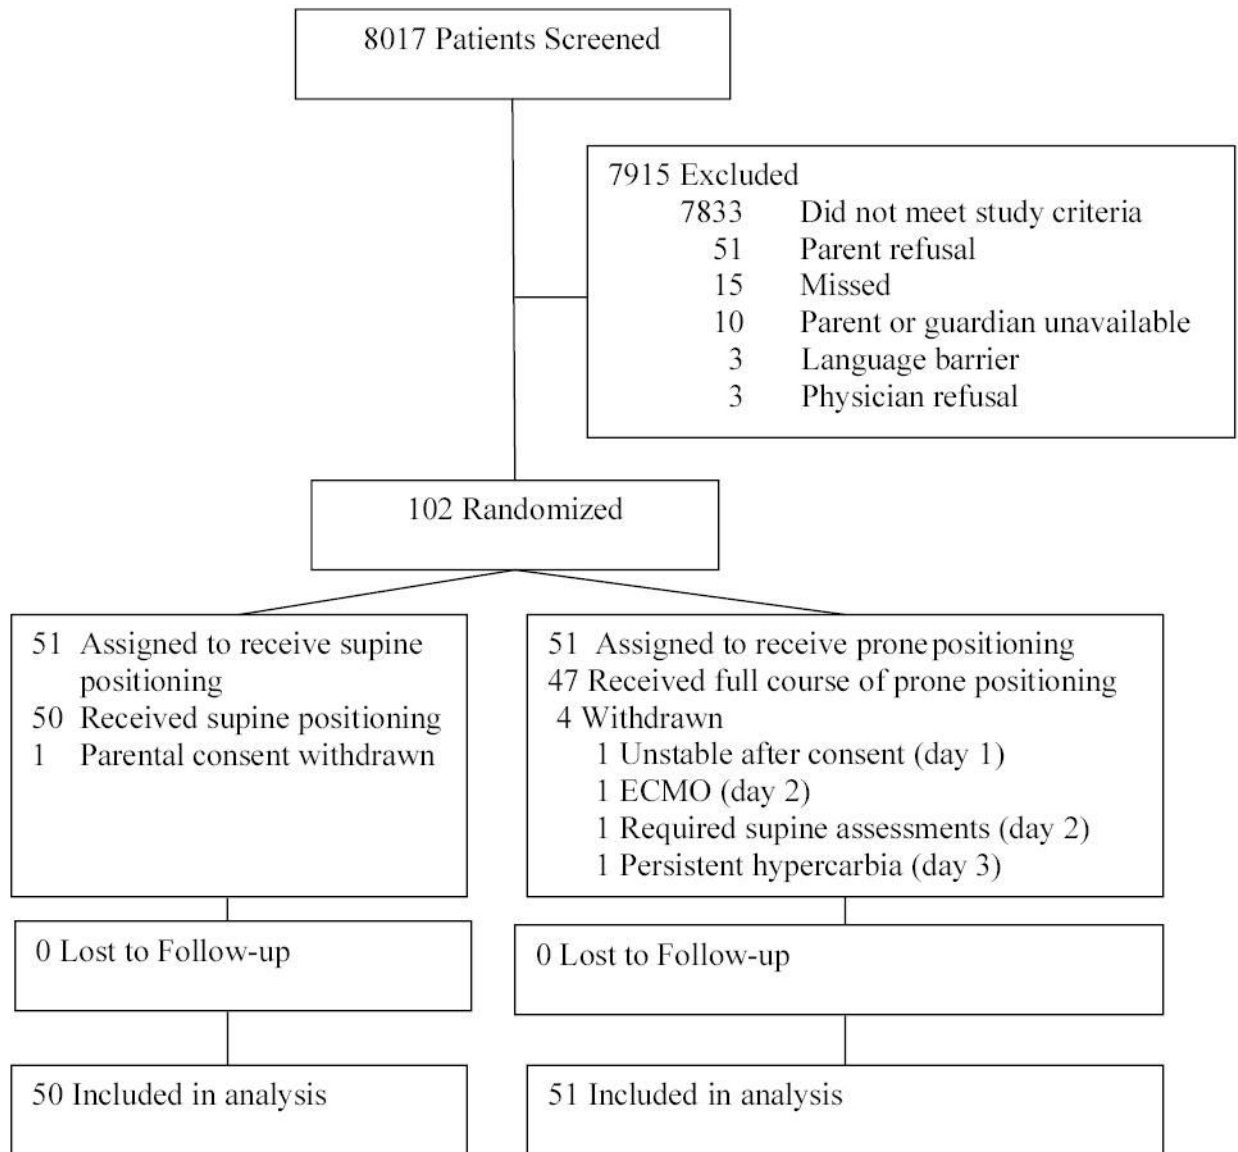 8017 Patients Screened
7915 Excluded
7833 Did not meet study criteria
51 Parent refusal
15 Missed
10 Parent or guardian unavailable
3 Language barrier
3 Physician refusal
102 Randomized
51 Assigned to receive supine
positioning
50 Received supine positioning
1 Parental consent withdrawn
51 Assigned to receive prone positioning
47 Received full course of prone positioning
4 Withdrawn
1 Unstable after consent (day 1)
1 ECMO (day 2)
1 Required supine assessments (day 2)
1 Persistent hypercarbia (day 3)
0 Lost to Follow-up
0 Lost to Follow-up
50 Included in analysis
51 Included in analysis